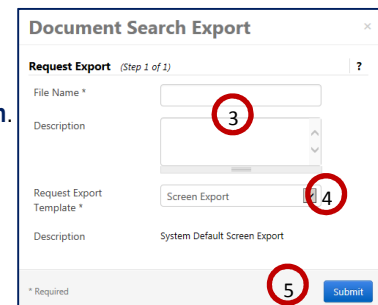 Document Search Export ×
Request Export (Step 1 of 1) ?
File Name *
3
Description
n.
Request Export
Template *
Screen Export
4
Description System Default Screen Export
* Required
5
Submit